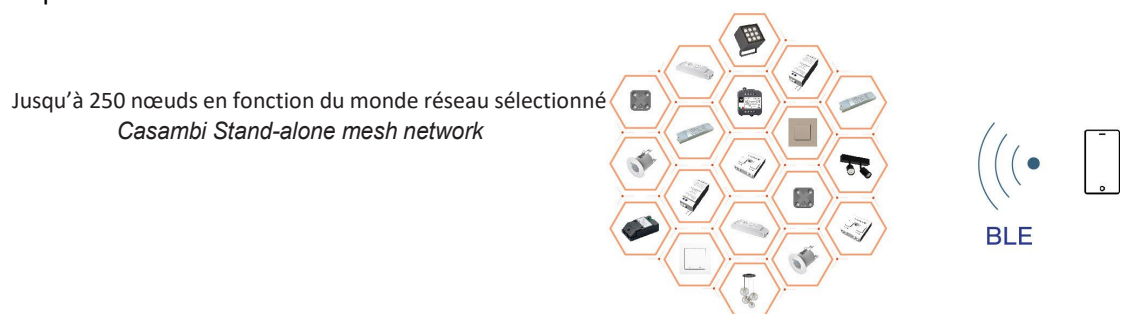 Jusqu'à 250 nœuds en fonction du monde réseau sélectionné
Casambi Stand-alone mesh network
BLE